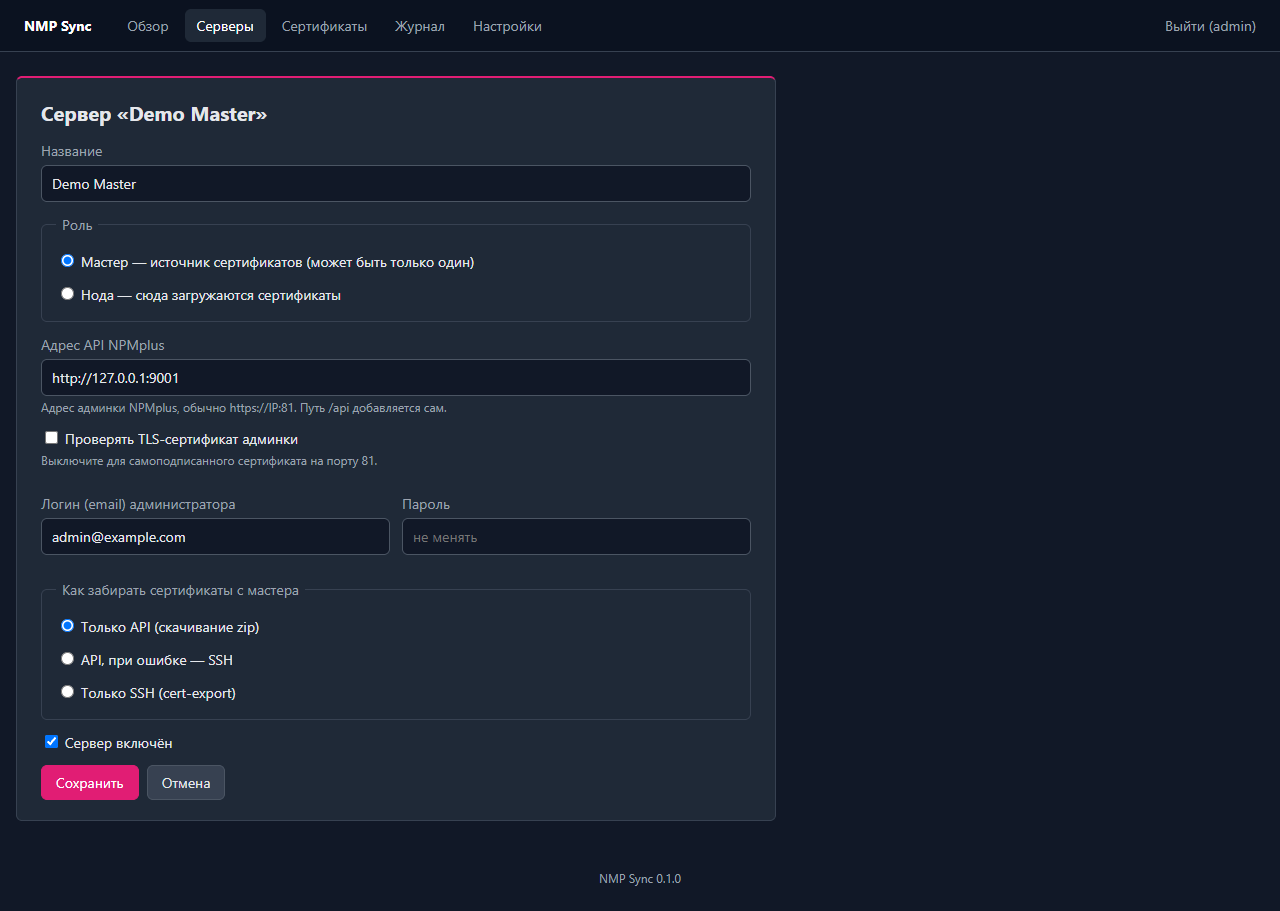 NMP Sync Обзор Серверы Сертификаты Журнал Настройки Выйти (admin)
Сервер «Demo Master»
Название
Demo Master
Роль
Мастер — источник сертификатов (может быть только один)
Нода — сюда загружаются сертификаты
Адрес API NPMplus
http://127.0.0.1:9001
Адрес админки NPMplus, обычно https://IP:81. Путь /api добавляется сам.
Проверять TLS-сертификат админки
Выключите для самоподписанного сертификата на порту 81.
Логин (email) администратора Пароль
admin@example.com не менять
Как забирать сертификаты с мастера
Только API (скачивание zip)
API, при ошибке — SSH
Только SSH (cert-export)
Сервер включён
Сохранить Отмена
NMP Sync 0.1.0